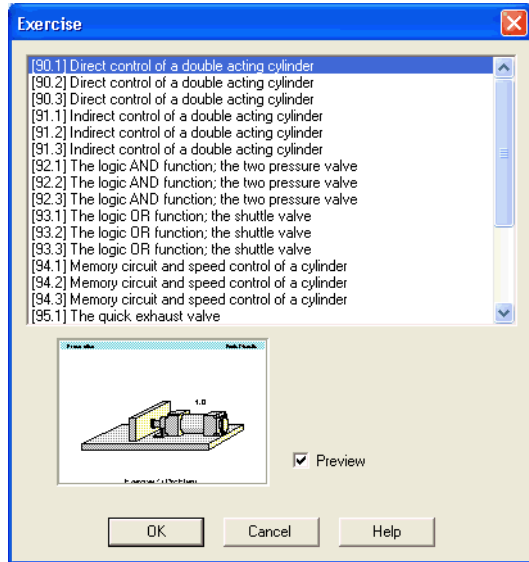 Exercise
[90.1] Direct control of a double acting cylinder
[90.2] Direct control of a double acting cylinder
[90.3] Direct control of a double acting cylinder
[91.1] Indirect control of a double acting cylinder
[91.2] Indirect control of a double acting cylinder
[91.3] Indirect control of a double acting cylinder
[92.1] The logic AND function; the two pressure valve
[92.2] The logic AND function; the two pressure valve
[92.3] The logic AND function; the two pressure valve
[93.1] The logic OR function; the shuttle valve
[93.2] The logic OR function; the shuttle valve
[93.3] The logic OR function; the shuttle valve
[94.1] Memory circuit and speed control of a cylinder
[94.2] Memory circuit and speed control of a cylinder
[94.3] Memory circuit and speed control of a cylinder
[95.1] The quick exhaust valve
1.0
Preview
OK Cancel Help